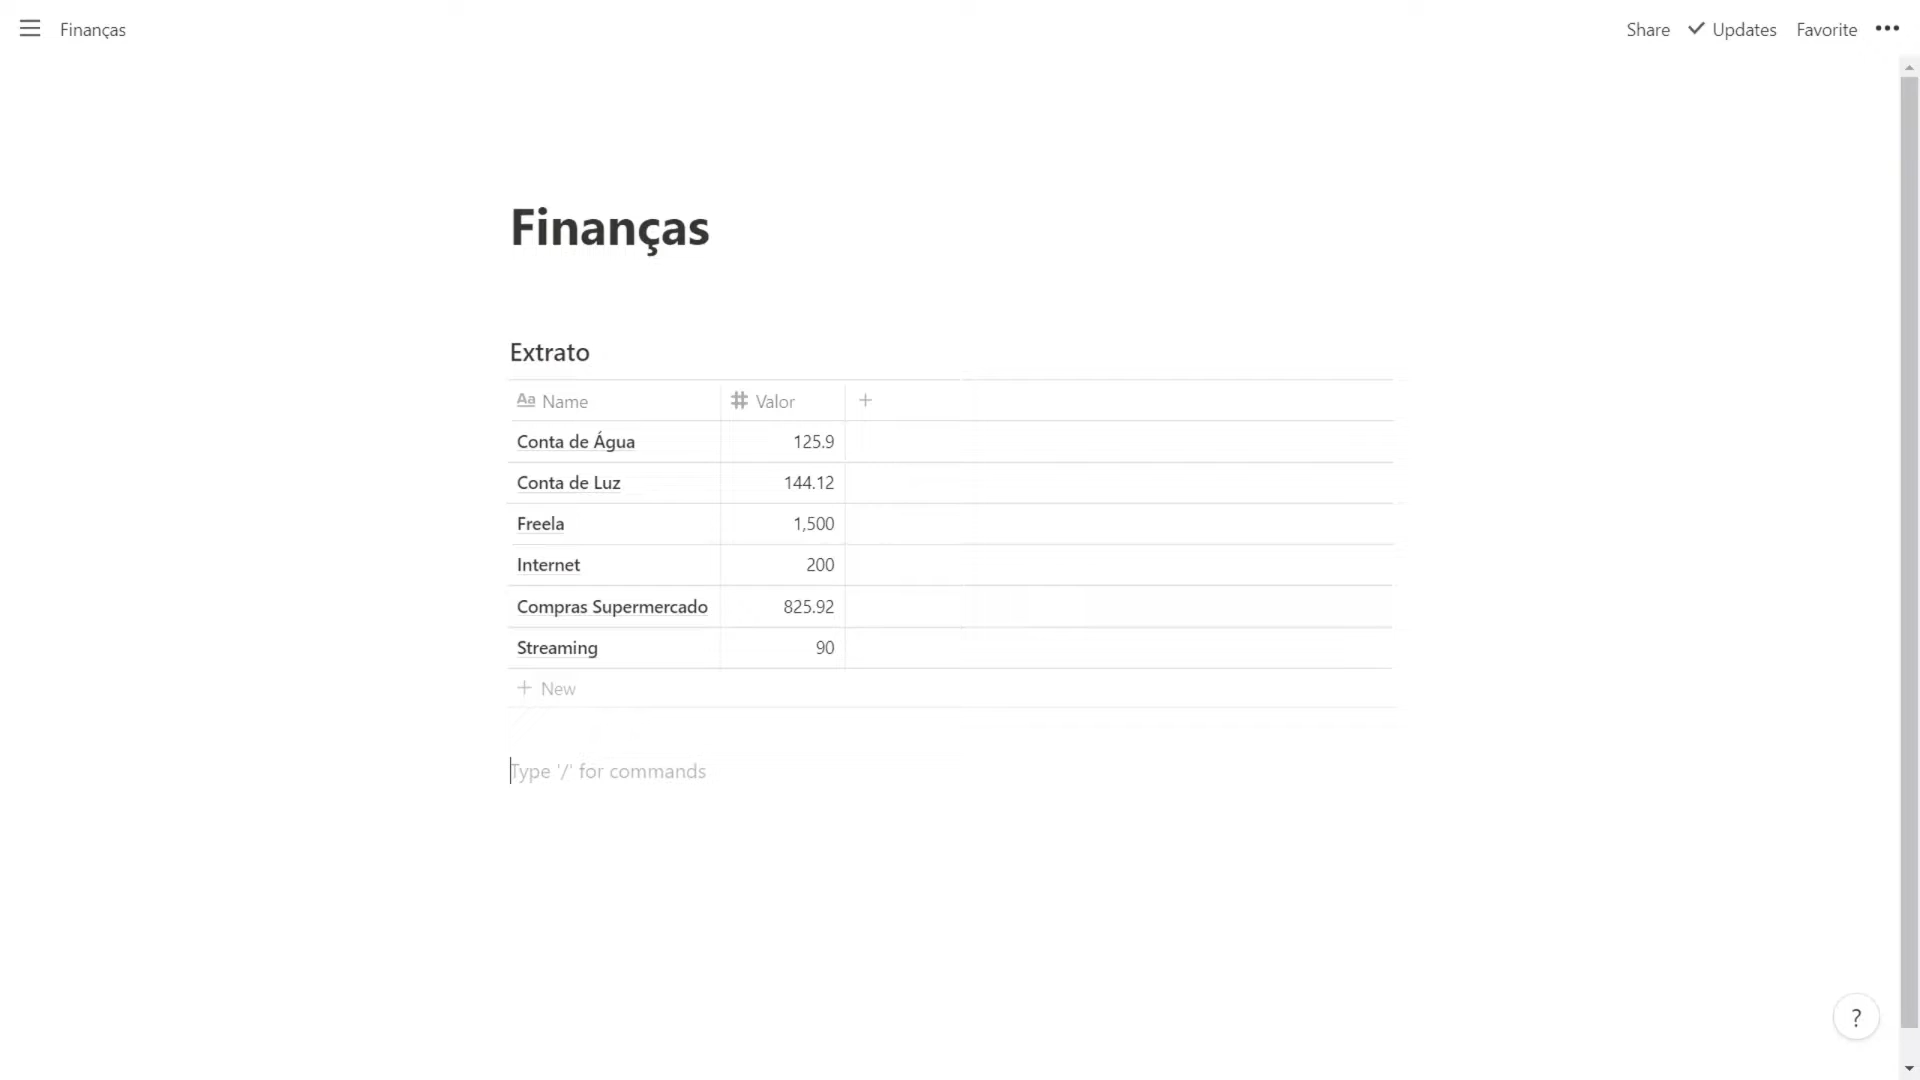 Finanças
Share ✓ Updates Favorite •••
Finanças
Extrato
Aa Name # Valor +
Conta de Água 125.9
Conta de Luz 144.12
Freela 1,500
Internet 200
Compras Supermercado 825.92
Streaming 90
+ New
Type '/' for commands
?